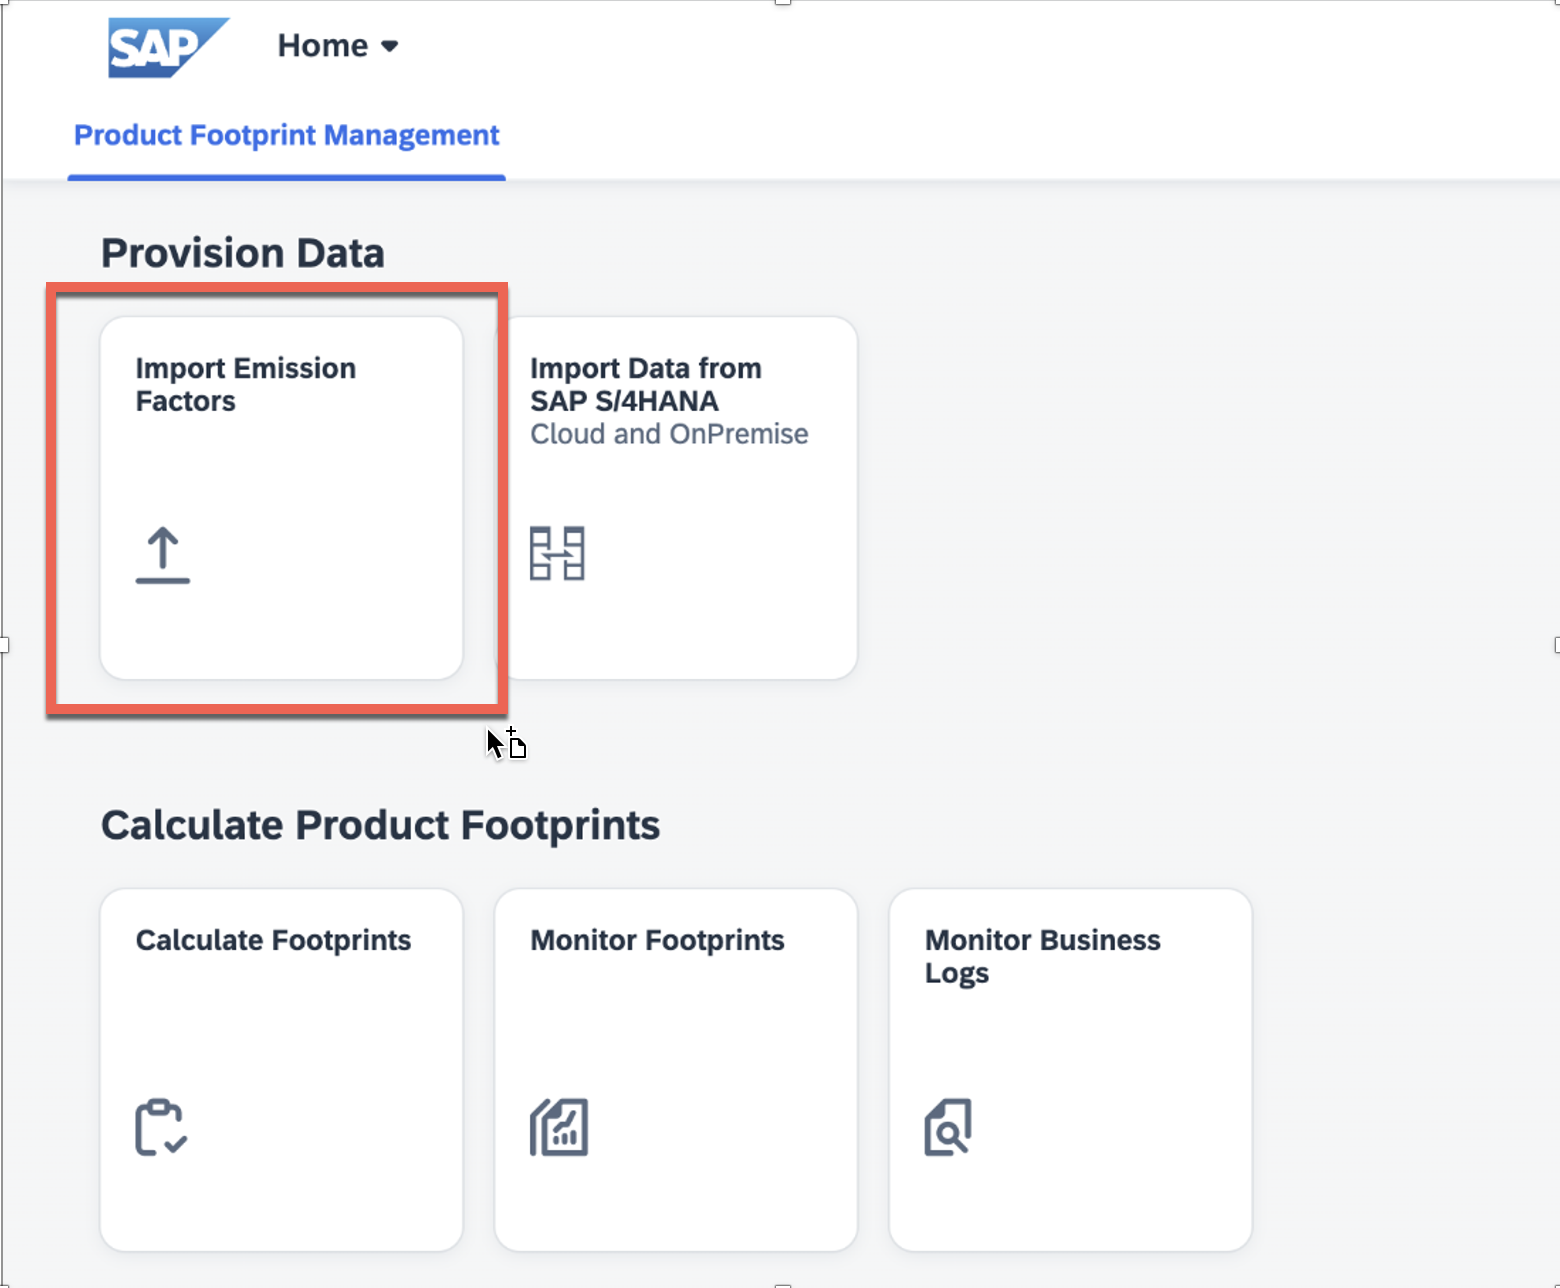 SAP
Home
Product Footprint Management
Provision Data
Import Emission
Factors
Import Data from
SAP S/4HANA
Cloud and OnPremise
Calculate Product Footprints
Calculate Footprints
Monitor Footprints
Monitor Business
Logs